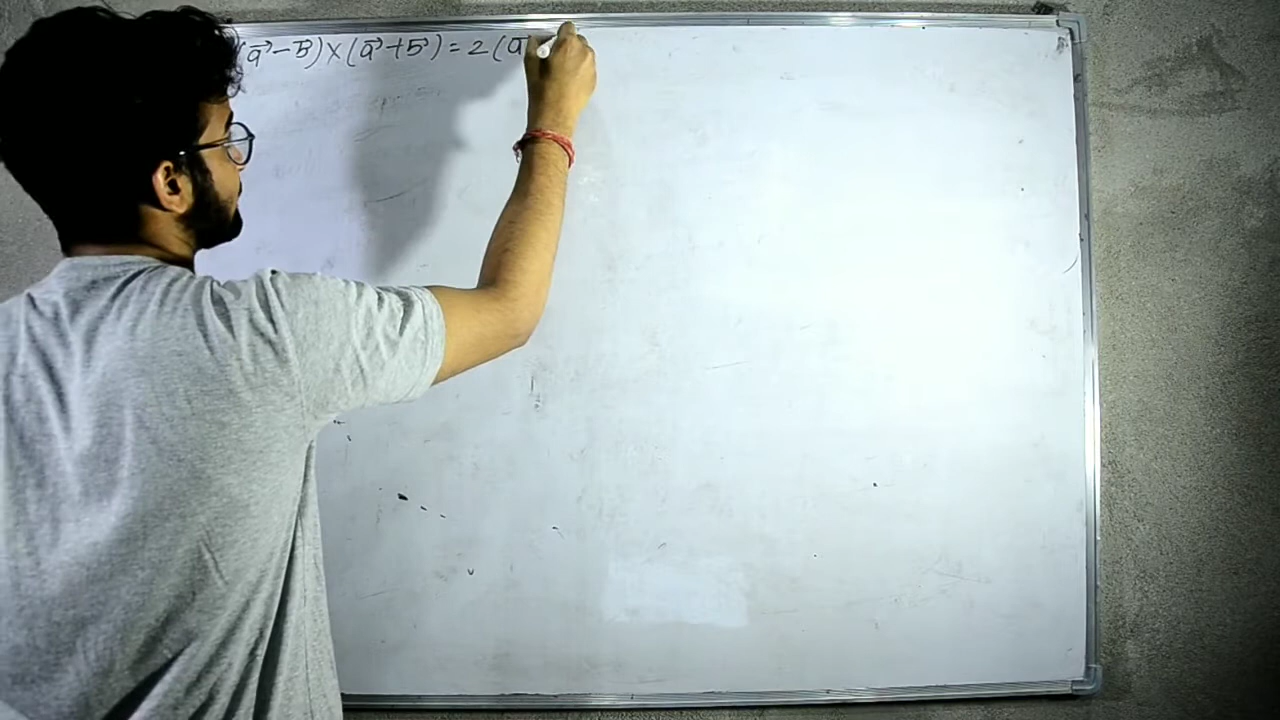 (a⃗ - b⃗) × (a⃗ + b⃗) = 2 (a⃗